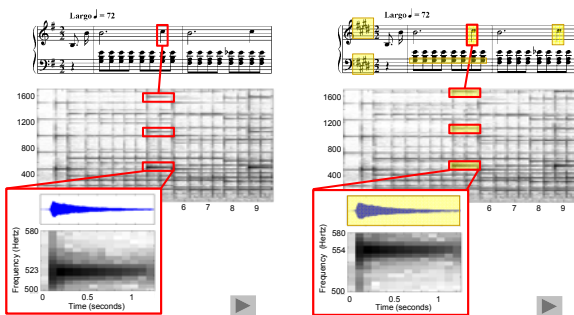 Largo ♩ = 72
1600
1200
800
400
6 7 8 9
580
523
500
Frequency (Hertz)
0 0.5 1
Time (seconds)
Largo ♩ = 72
1600
1200
800
400
6 7 8 9
580
554
500
Frequency (Hertz)
0 0.5 1
Time (seconds)